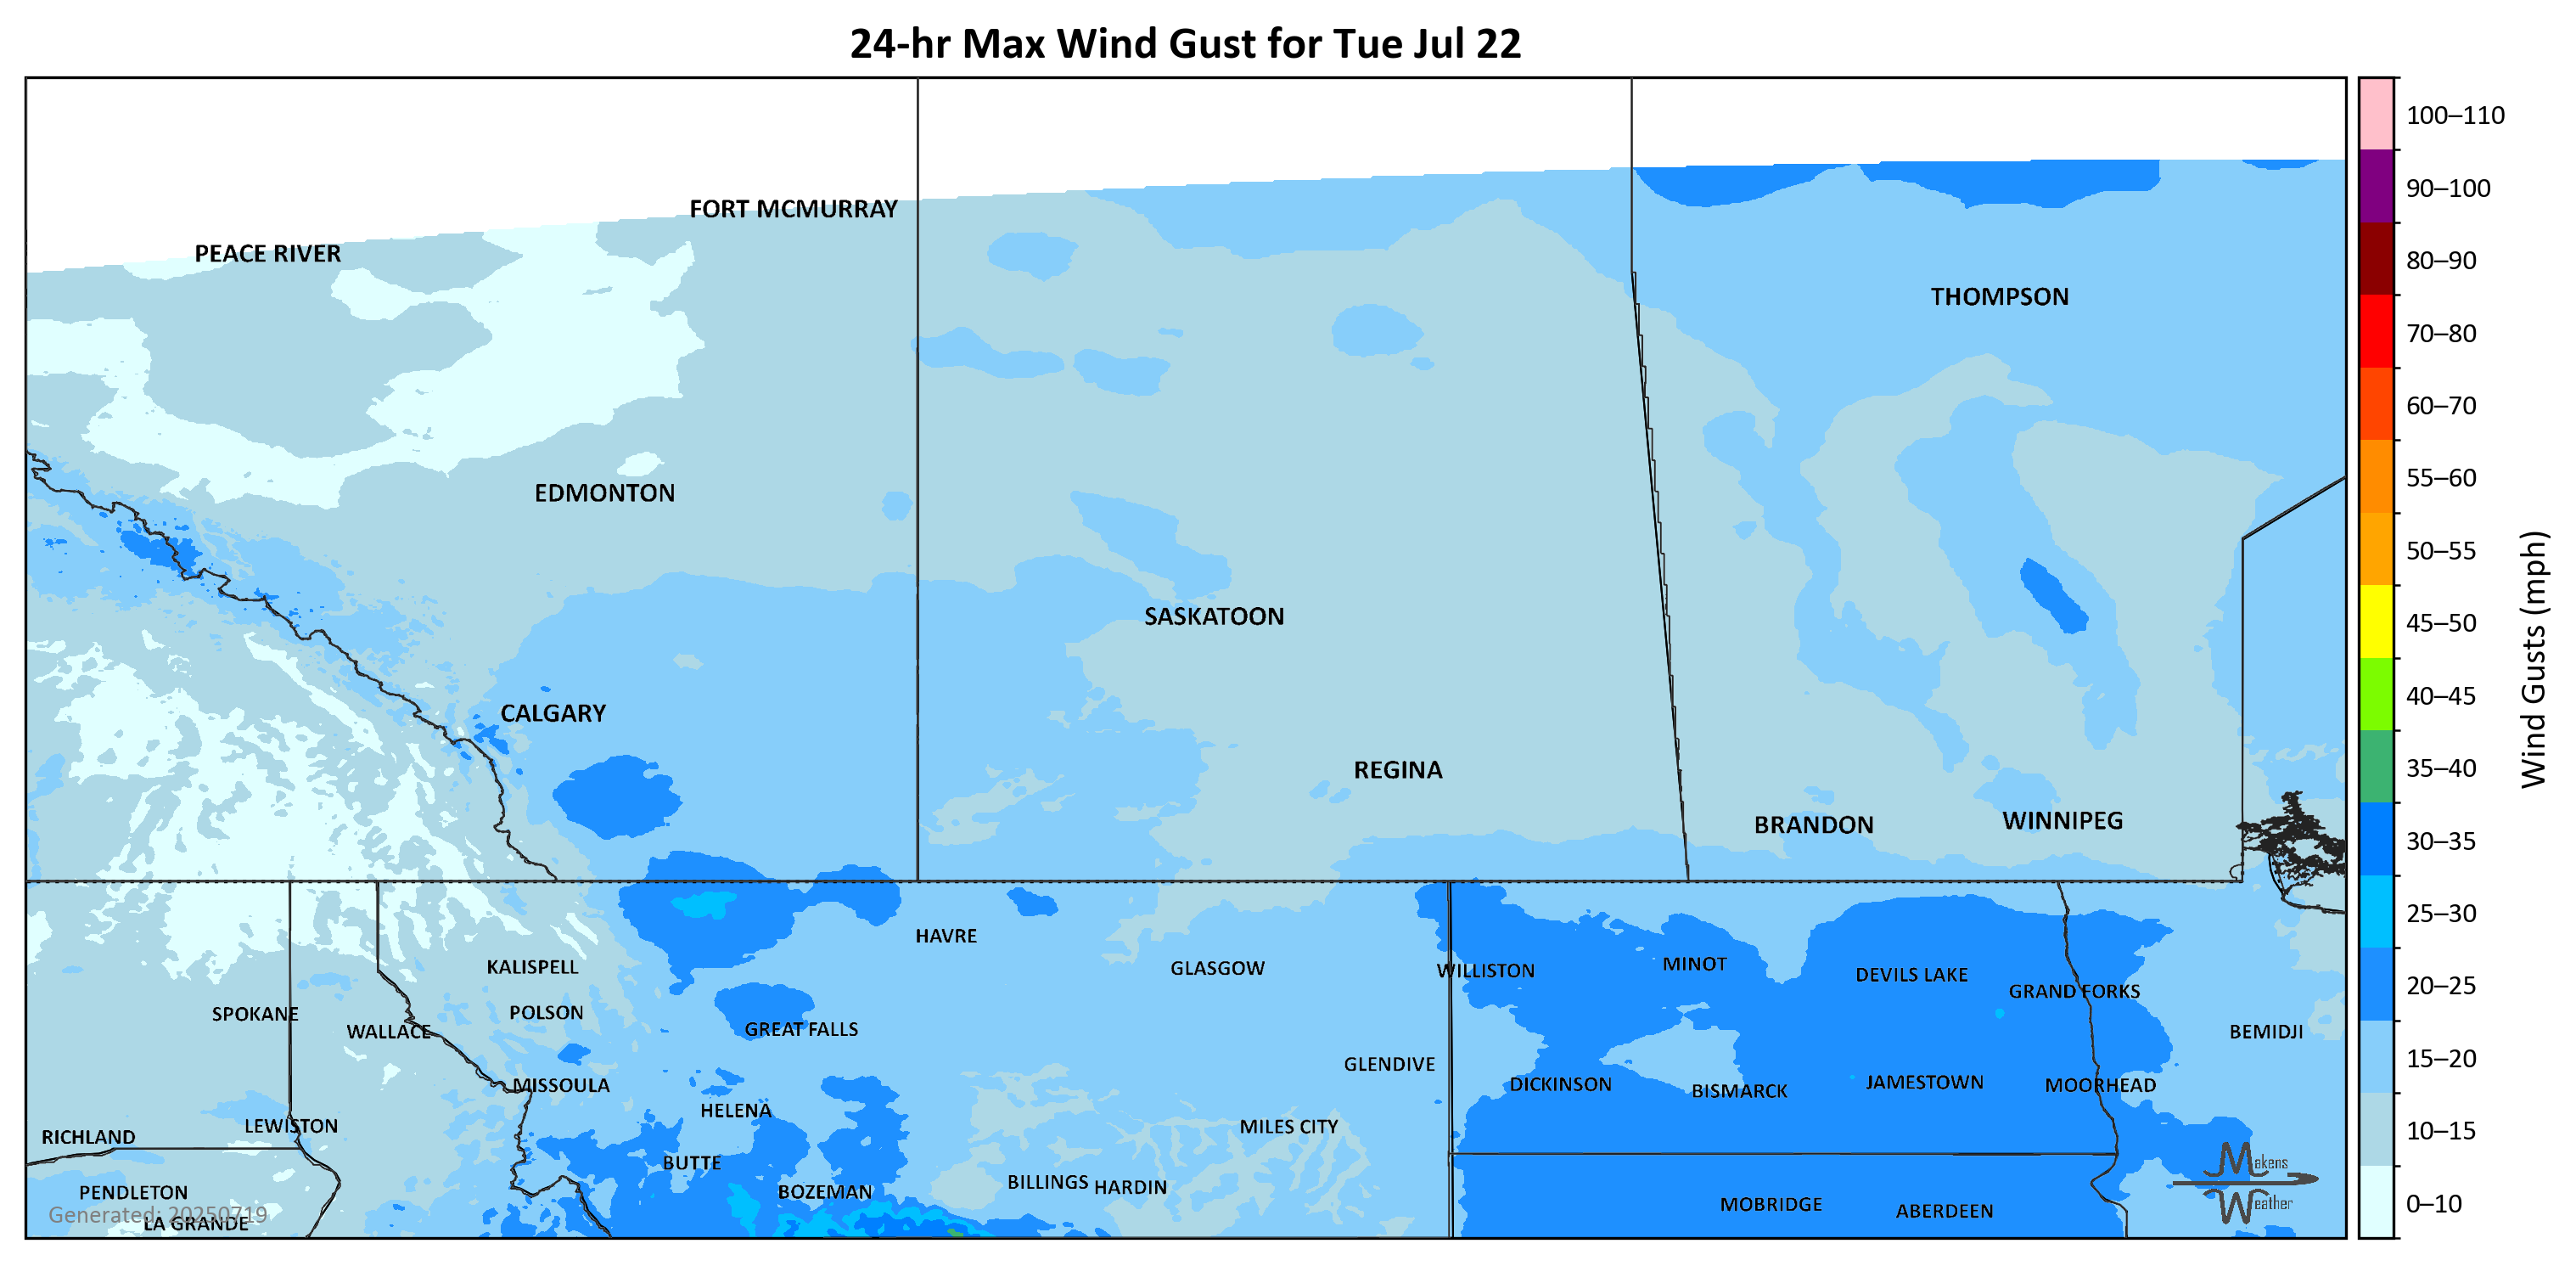 24-hr Max Wind Gust for Tue Jul 22
100–110
90–100
80–90
70–80
60–70
55–60
50–55
45–50
40–45
35–40
30–35
25–30
20–25
15–20
10–15
0–10
Wind Gusts (mph)
FORT MCMURRAY
PEACE RIVER
THOMPSON
EDMONTON
SASKATOON
CALGARY
REGINA
BRANDON
WINNIPEG
HAVRE
KALISPELL
GLASGOW
WILLISTON
MINOT
DEVILS LAKE
GRAND FORKS
SPOKANE
POLSON
WALLACE
GREAT FALLS
BEMIDJI
GLENDIVE
MISSOULA
DICKINSON
BISMARCK
JAMESTOWN
MOORHEAD
HELENA
LEWISTON
MILES CITY
RICHLAND
BUTTE
BOZEMAN
BILLINGS
HARDIN
PENDLETON
MOBRIDGE
ABERDEEN
LA GRANDE
Generated: 20250719
Makens
Weather